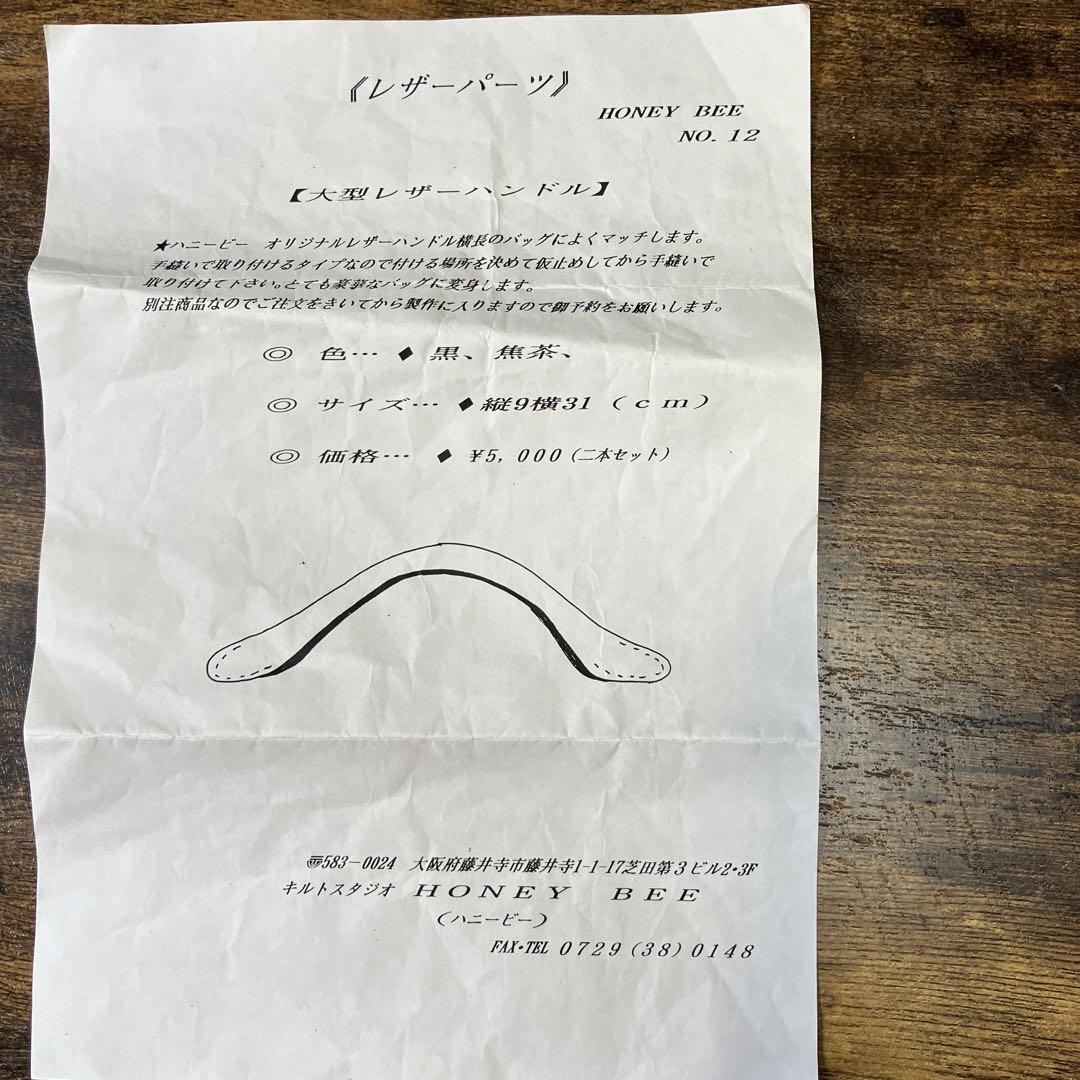 《レザーパーツ》
HONEY BEE
NO. 12
【大型レザーハンドル】
★ハニービー オリジナルレザーハンドル横長のバッグによくマッチします。
手縫いで取り付けるタイプなので付ける場所を決めて仮止めしてから手縫いで
取り付けて下さい。とても豪華なバッグに変身します。
別注商品なのでご注文をきいてから製作に入りますので御予約をお願いします。
◎ 色… ◆ 黒、焦茶、
◎ サイズ… ◆縦9横31（ｃｍ）
◎ 価格… ◆ ¥5, 000（二本セット）
〠583-0024 大阪府藤井寺市藤井寺1-1-17芝田第３ビル2・3F
キルトスタジオ ＨＯＮＥＹ ＢＥＥ
（ハニービー）
FAX・TEL 0729 (38) 0148